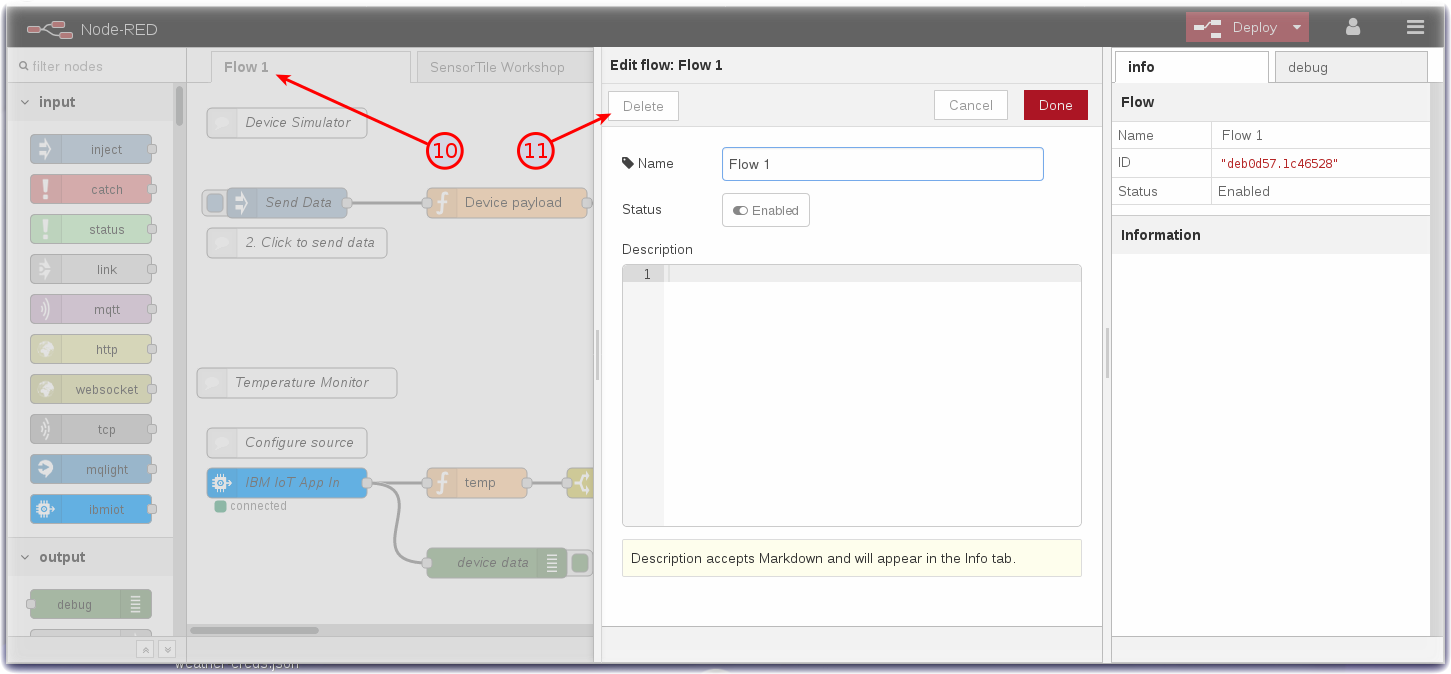 Node-RED
Deploy
filter nodes
Flow 1
SensorTile Workshop
Edit flow: Flow 1
info
debug
input
inject
catch
status
link
mqtt
http
websocket
tcp
mqlight
ibmiot
output
debug
Device Simulator
Send Data
Device payload
2. Click to send data
Temperature Monitor
Configure source
IBM IoT App In
temp
connected
device data
10
11
Delete
Cancel
Done
Name
Flow 1
Status
Enabled
Description
1
Description accepts Markdown and will appear in the Info tab.
Flow
Name Flow 1
ID "deb0d57.1c46528"
Status Enabled
Information